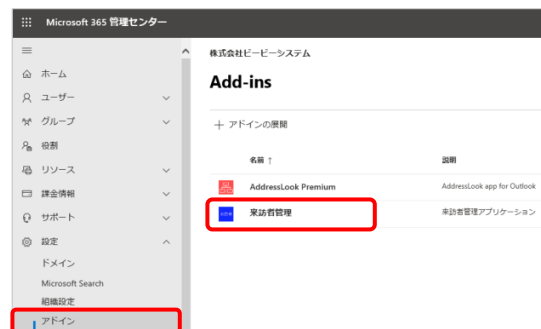 Microsoft 365 管理センター
ホーム
ユーザー
グループ
役割
リソース
課金情報
サポート
設定
ドメイン
Microsoft Search
組織設定
アドイン
株式会社ビービーシステム
Add-ins
+ アドインの展開
名前 ↑ 説明
AddressLook Premium AddressLook app for Outlook
来訪者管理 来訪者管理アプリケーション